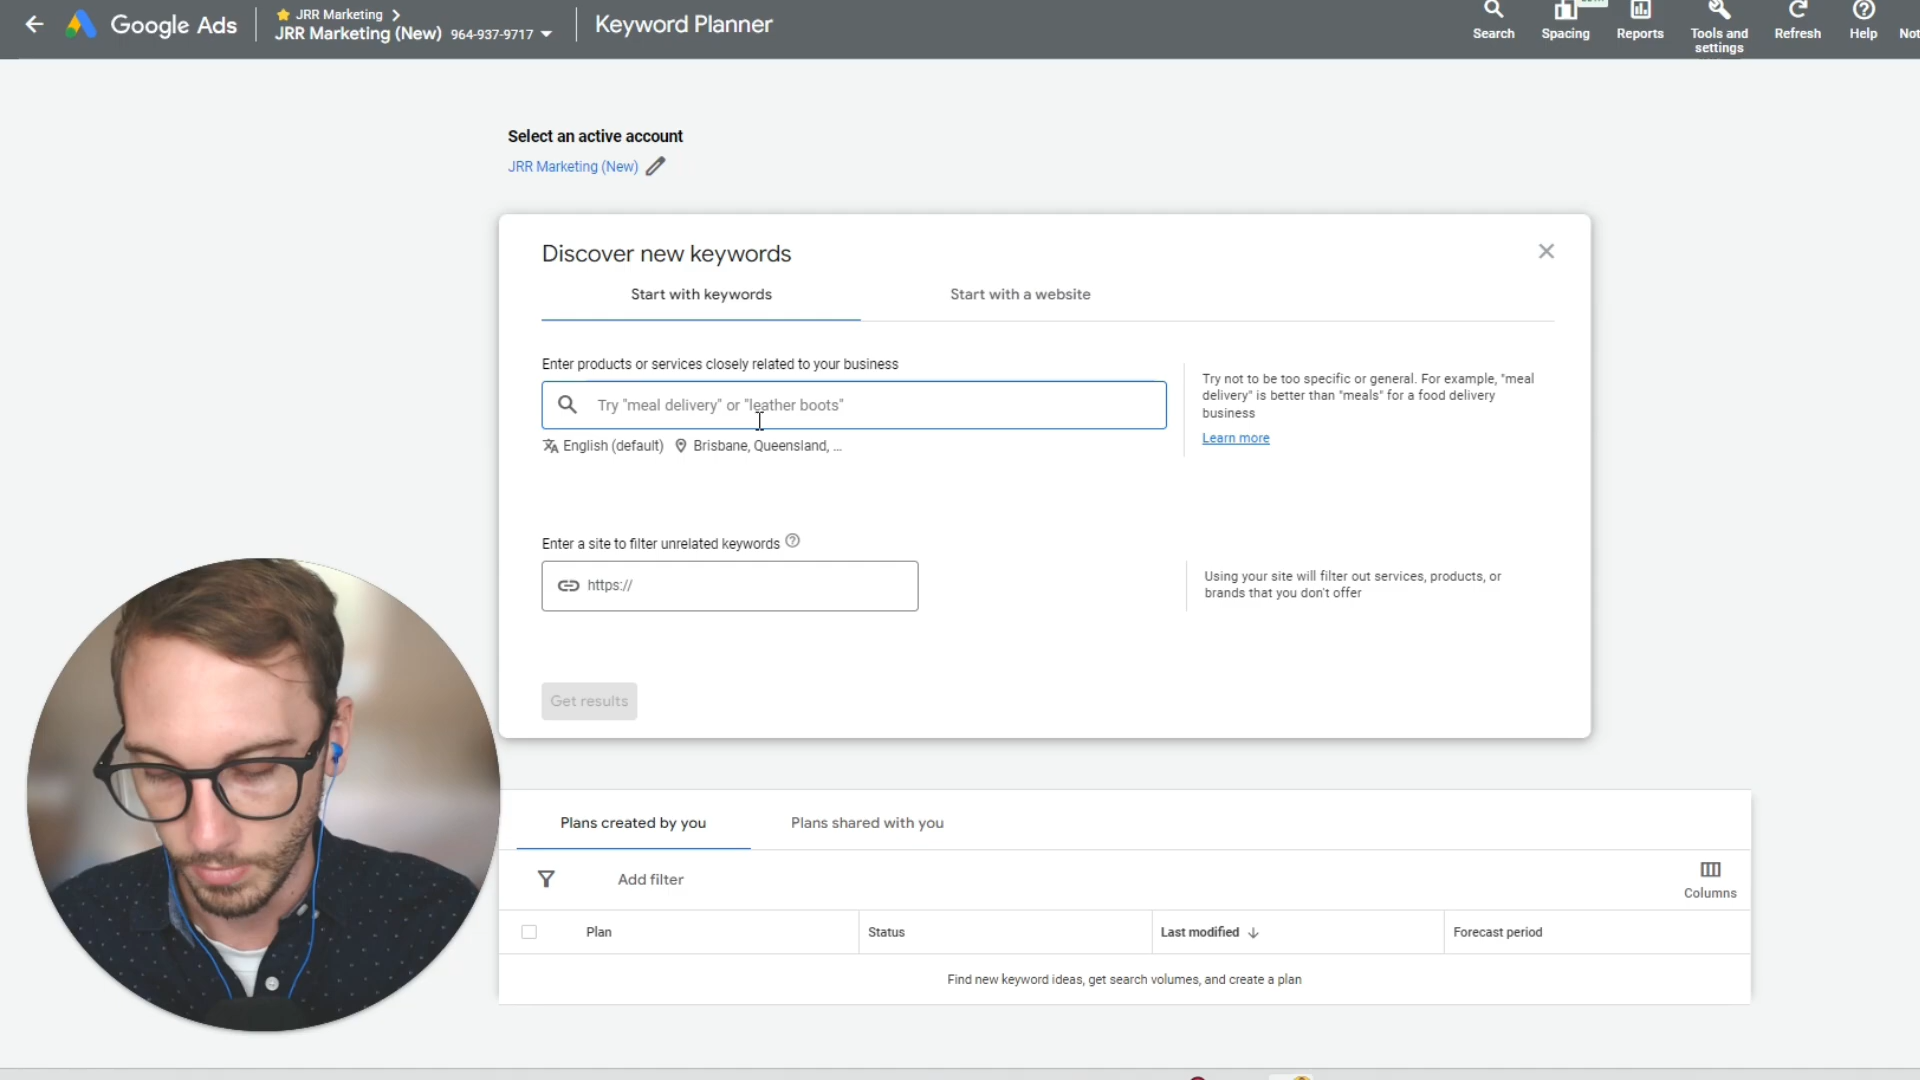 Google Ads
JRR Marketing
JRR Marketing (New) 964-937-9717
Keyword Planner
Search
Spacing
Reports
Tools and
settings
Refresh
Help
Not
Select an active account
JRR Marketing (New)
Discover new keywords
Start with keywords
Start with a website
Enter products or services closely related to your business
Try "meal delivery" or "leather boots"
English (default)
Brisbane, Queensland, ...
Try not to be too specific or general. For example, "meal
delivery" is better than "meals" for a food delivery
business
Learn more
Enter a site to filter unrelated keywords
https://
Using your site will filter out services, products, or
brands that you don't offer
Get results
Plans created by you
Plans shared with you
Add filter
Columns
Plan
Status
Last modified
Forecast period
Find new keyword ideas, get search volumes, and create a plan